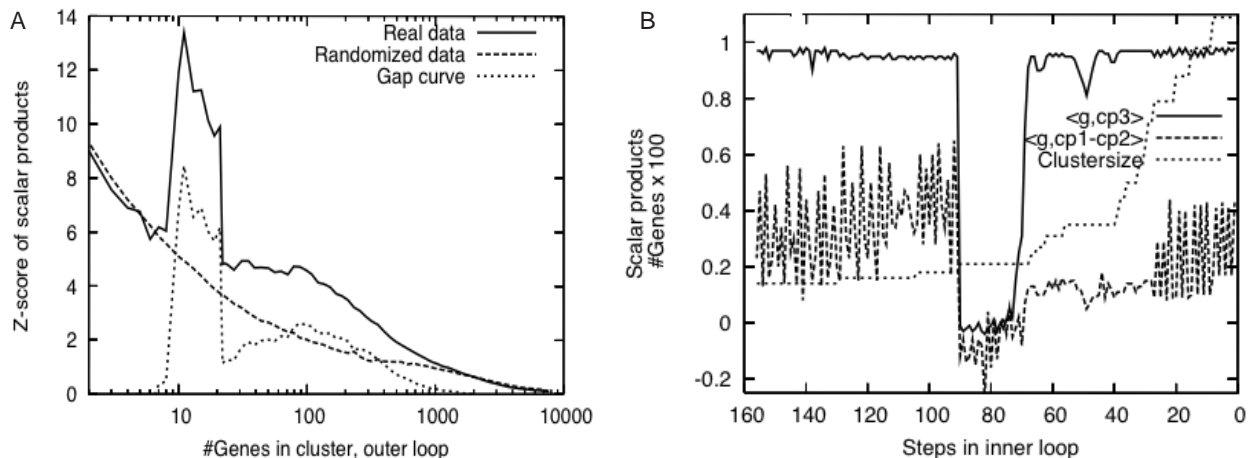 A
14
12
10
8
6
4
2
0
Z-score of scalar products
Real data
Randomized data
Gap curve
10
100
1000
10000
#Genes in cluster, outer loop
B
1
0.8
0.6
0.4
0.2
0
-0.2
Scalar products
#Genes x 100
<g,cp3>
<g,cp1-cp2>
Clustersize
160
140
120
100
80
60
40
20
0
Steps in inner loop